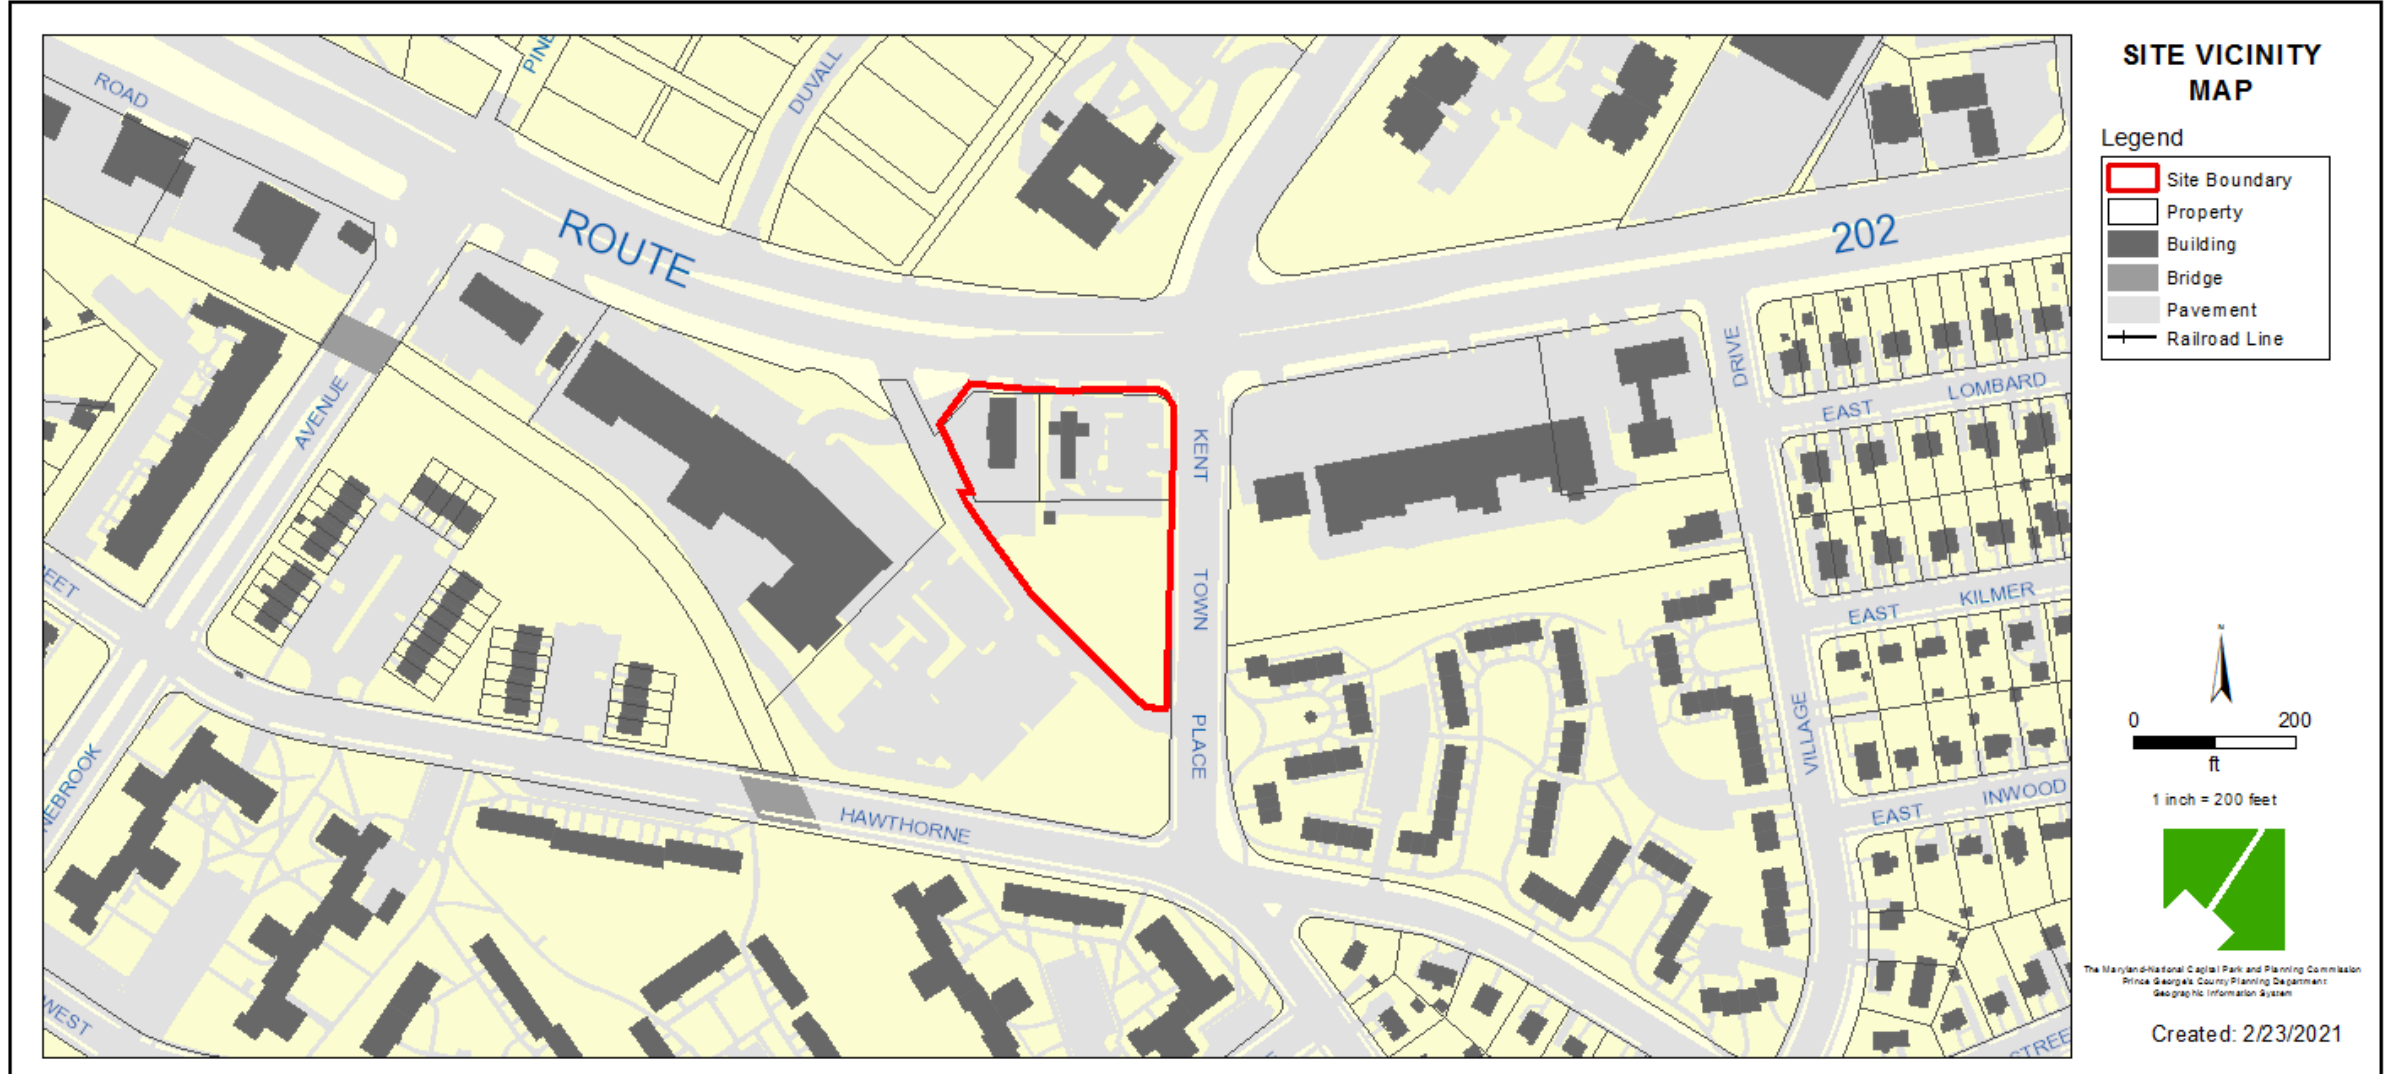 SITE VICINITY
MAP
Legend
Site Boundary
Property
Building
Bridge
Pavement
Railroad Line
ROAD
PINE
DUVALL
ROUTE
202
AVENUE
DRIVE
EAST LOMBARD
KENT
TOWN
PLACE
EAST KILMER
EET
NEBROOK
VILLAGE
EAST INWOOD
HAWTHORNE
WEST
STREE
N
0 200
ft
1 inch = 200 feet
The Maryland-National Capital Park and Planning Commission
Prince George's County Planning Department
Geographic Information System
Created: 2/23/2021